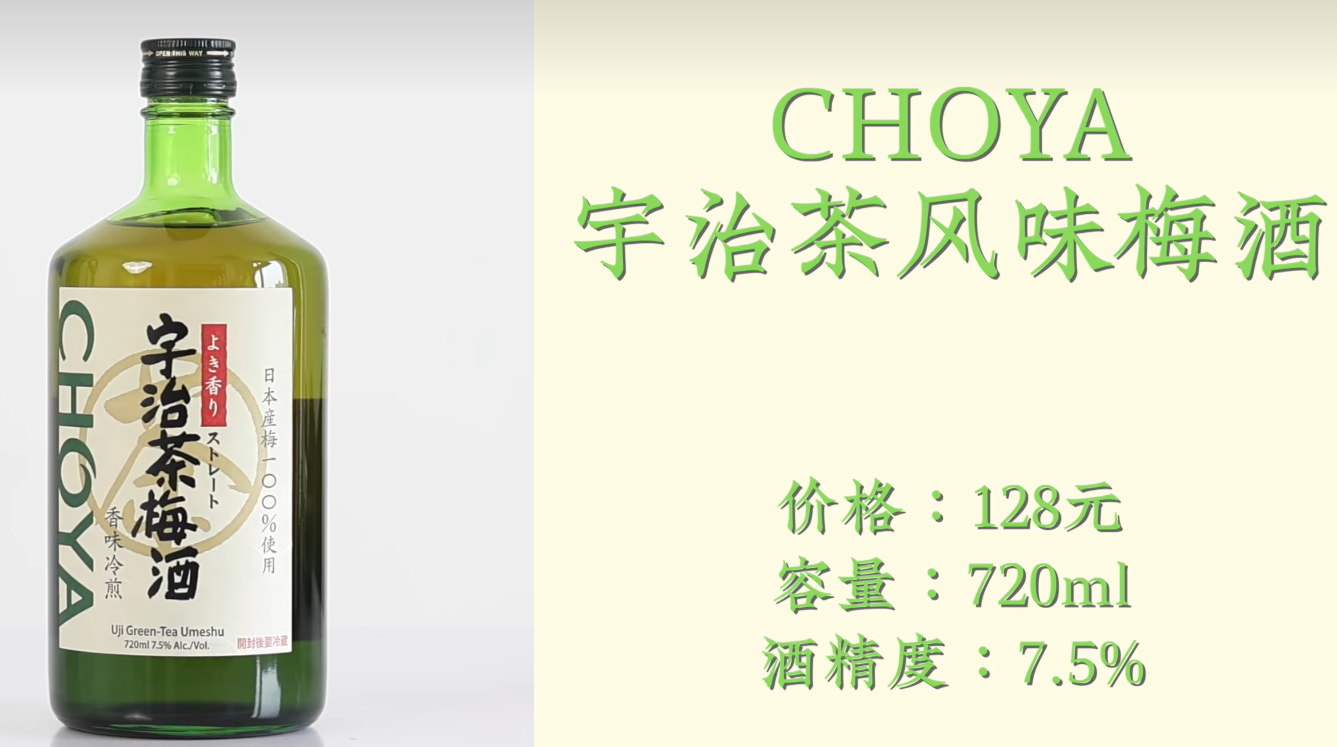 OPEN THIS WAY
CHOYA
宇治茶梅酒
よき香り
ストレート
日本産梅一〇〇%使用
香味冷煎
Uji Green-Tea Umeshu
720ml 7.5% Alc./Vol.
開封後要冷蔵
CHOYA
宇治茶风味梅酒
价格：128元
容量：720ml
酒精度：7.5%